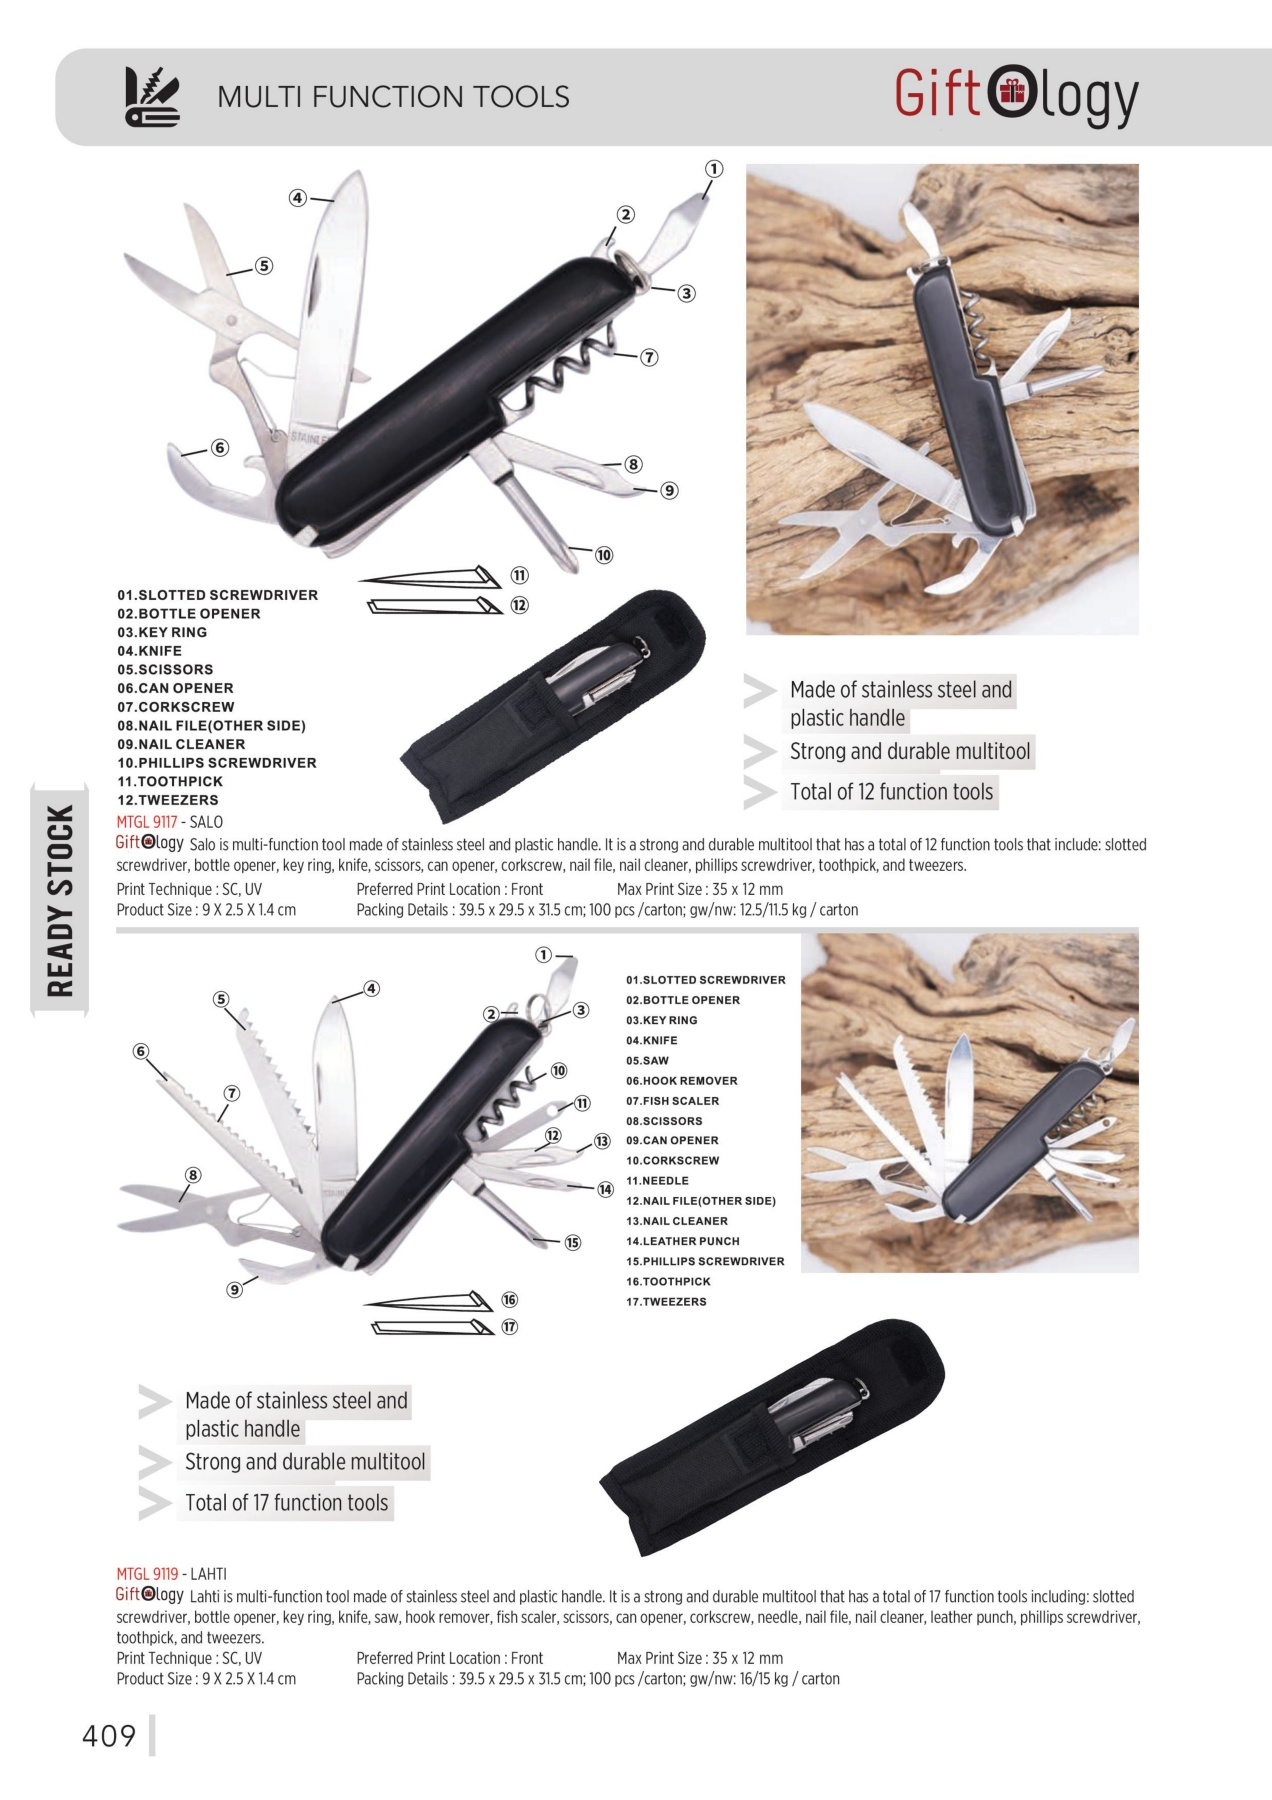 MULTI FUNCTION TOOLS
GiftOlogy
1
2
3
4
5
6
7
8
9
10
11
12
STAINLE
01.SLOTTED SCREWDRIVER
02.BOTTLE OPENER
03.KEY RING
04.KNIFE
05.SCISSORS
06.CAN OPENER
07.CORKSCREW
08.NAIL FILE(OTHER SIDE)
09.NAIL CLEANER
10.PHILLIPS SCREWDRIVER
11.TOOTHPICK
12.TWEEZERS
Made of stainless steel and
plastic handle
Strong and durable multitool
Total of 12 function tools
READY STOCK
MTGL 9117 - SALO
GiftOlogy Salo is multi-function tool made of stainless steel and plastic handle. It is a strong and durable multitool that has a total of 12 function tools that include: slotted
screwdriver, bottle opener, key ring, knife, scissors, can opener, corkscrew, nail file, nail cleaner, phillips screwdriver, toothpick, and tweezers.
Print Technique : SC, UV Preferred Print Location : Front Max Print Size : 35 x 12 mm
Product Size : 9 X 2.5 X 1.4 cm Packing Details : 39.5 x 29.5 x 31.5 cm; 100 pcs /carton; gw/nw: 12.5/11.5 kg / carton
1
2
3
4
5
6
7
8
9
10
11
12
13
14
15
16
17
01.SLOTTED SCREWDRIVER
02.BOTTLE OPENER
03.KEY RING
04.KNIFE
05.SAW
06.HOOK REMOVER
07.FISH SCALER
08.SCISSORS
09.CAN OPENER
10.CORKSCREW
11.NEEDLE
12.NAIL FILE(OTHER SIDE)
13.NAIL CLEANER
14.LEATHER PUNCH
15.PHILLIPS SCREWDRIVER
16.TOOTHPICK
17.TWEEZERS
Made of stainless steel and
plastic handle
Strong and durable multitool
Total of 17 function tools
MTGL 9119 - LAHTI
GiftOlogy Lahti is multi-function tool made of stainless steel and plastic handle. It is a strong and durable multitool that has a total of 17 function tools including: slotted
screwdriver, bottle opener, key ring, knife, saw, hook remover, fish scaler, scissors, can opener, corkscrew, needle, nail file, nail cleaner, leather punch, phillips screwdriver,
toothpick, and tweezers.
Print Technique : SC, UV Preferred Print Location : Front Max Print Size : 35 x 12 mm
Product Size : 9 X 2.5 X 1.4 cm Packing Details : 39.5 x 29.5 x 31.5 cm; 100 pcs /carton; gw/nw: 16/15 kg / carton
409